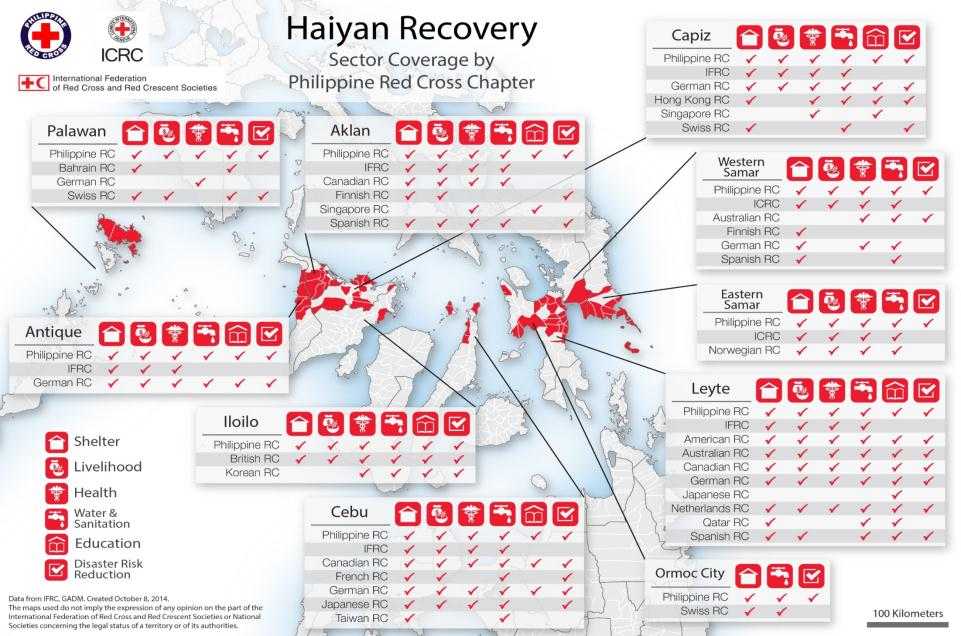 PHILIPPINE
RED CROSS
COMITE INTERNATIONAL
GENEVE
ICRC
International Federation
of Red Cross and Red Crescent Societies
Haiyan Recovery
Sector Coverage by
Philippine Red Cross Chapter
Capiz
Philippine RC
IFRC
German RC
Hong Kong RC
Singapore RC
Swiss RC
Palawan
Philippine RC
Bahrain RC
German RC
Swiss RC
Aklan
Philippine RC
IFRC
Canadian RC
Finnish RC
Singapore RC
Spanish RC
Western
Samar
Philippine RC
ICRC
Australian RC
Finnish RC
German RC
Spanish RC
Eastern
Samar
Philippine RC
ICRC
Norwegian RC
Antique
Philippine RC
IFRC
German RC
Leyte
Philippine RC
IFRC
American RC
Australian RC
Canadian RC
German RC
Japanese RC
Netherlands RC
Qatar RC
Spanish RC
Iloilo
Philippine RC
British RC
Korean RC
Shelter
Livelihood
Health
Water &
Sanitation
Education
Disaster Risk
Reduction
Cebu
Philippine RC
IFRC
Canadian RC
French RC
German RC
Japanese RC
Taiwan RC
Ormoc City
Philippine RC
Swiss RC
Data from IFRC, GADM. Created October 8, 2014.
The maps used do not imply the expression of any opinion on the part of the
International Federation of Red Cross and Red Crescent Societies or National
Societies concerning the legal status of a territory or of its authorities.
100 Kilometers